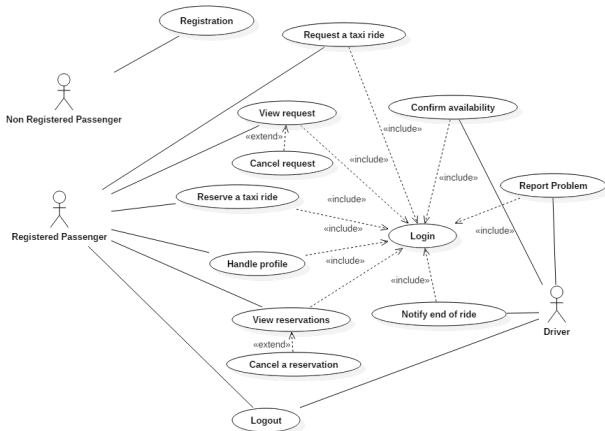 Registration
Request a taxi ride
Non Registered Passenger
View request
Confirm availability
«extend»
«include»
Cancel request
«include»
«include»
Report Problem
Registered Passenger
Reserve a taxi ride
«include»
«include»
Login
«include»
Handle profile
«include»
«include»
View reservations
Notify end of ride
Driver
«extend»
Cancel a reservation
Logout